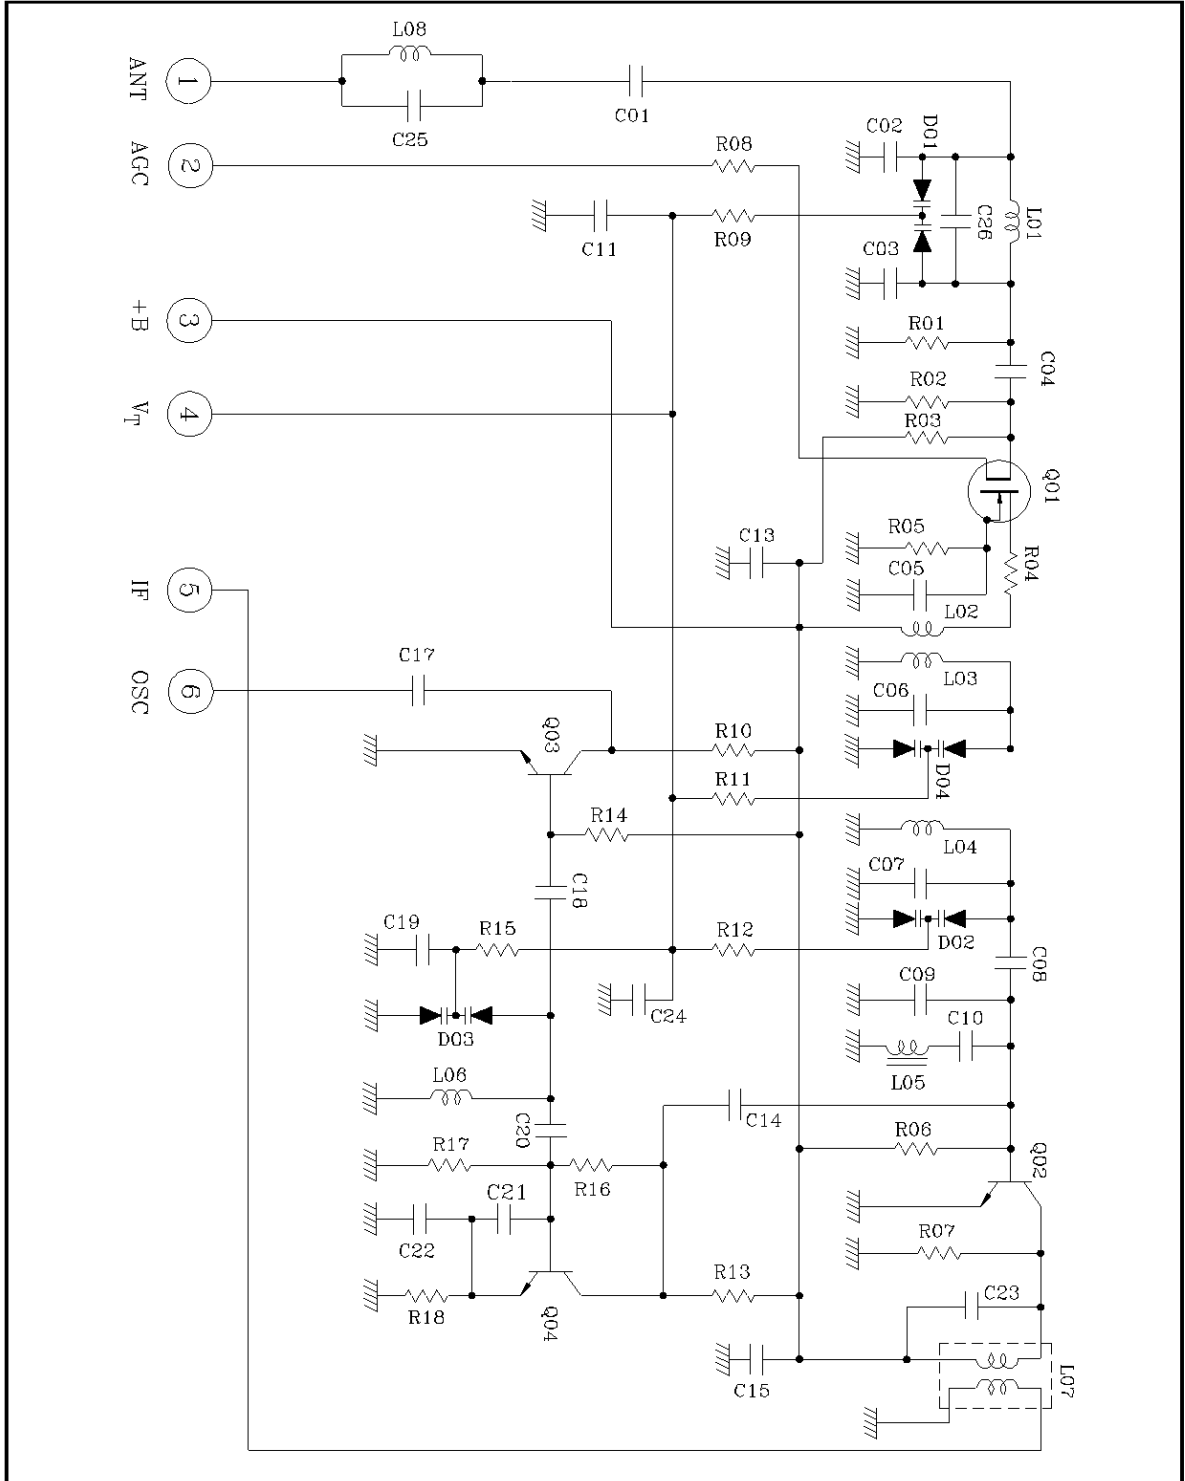 L08
C25
C01
ANT
1
AGC
2
R08
C02
D01
C26
L01
C11
R09
C03
+B
3
R01
C04
VT
4
R02
R03
Q01
C13
R05
R04
C05
IF
5
L02
OSC
6
C17
L03
C06
Q03
R10
D04
R11
R14
L04
C07
C18
C19
R15
R12
D02
C08
C09
C10
C24
D03
L05
L06
C14
C20
R06
R17
R16
Q02
C21
C22
R07
R13
C23
R18
Q04
C15
L07